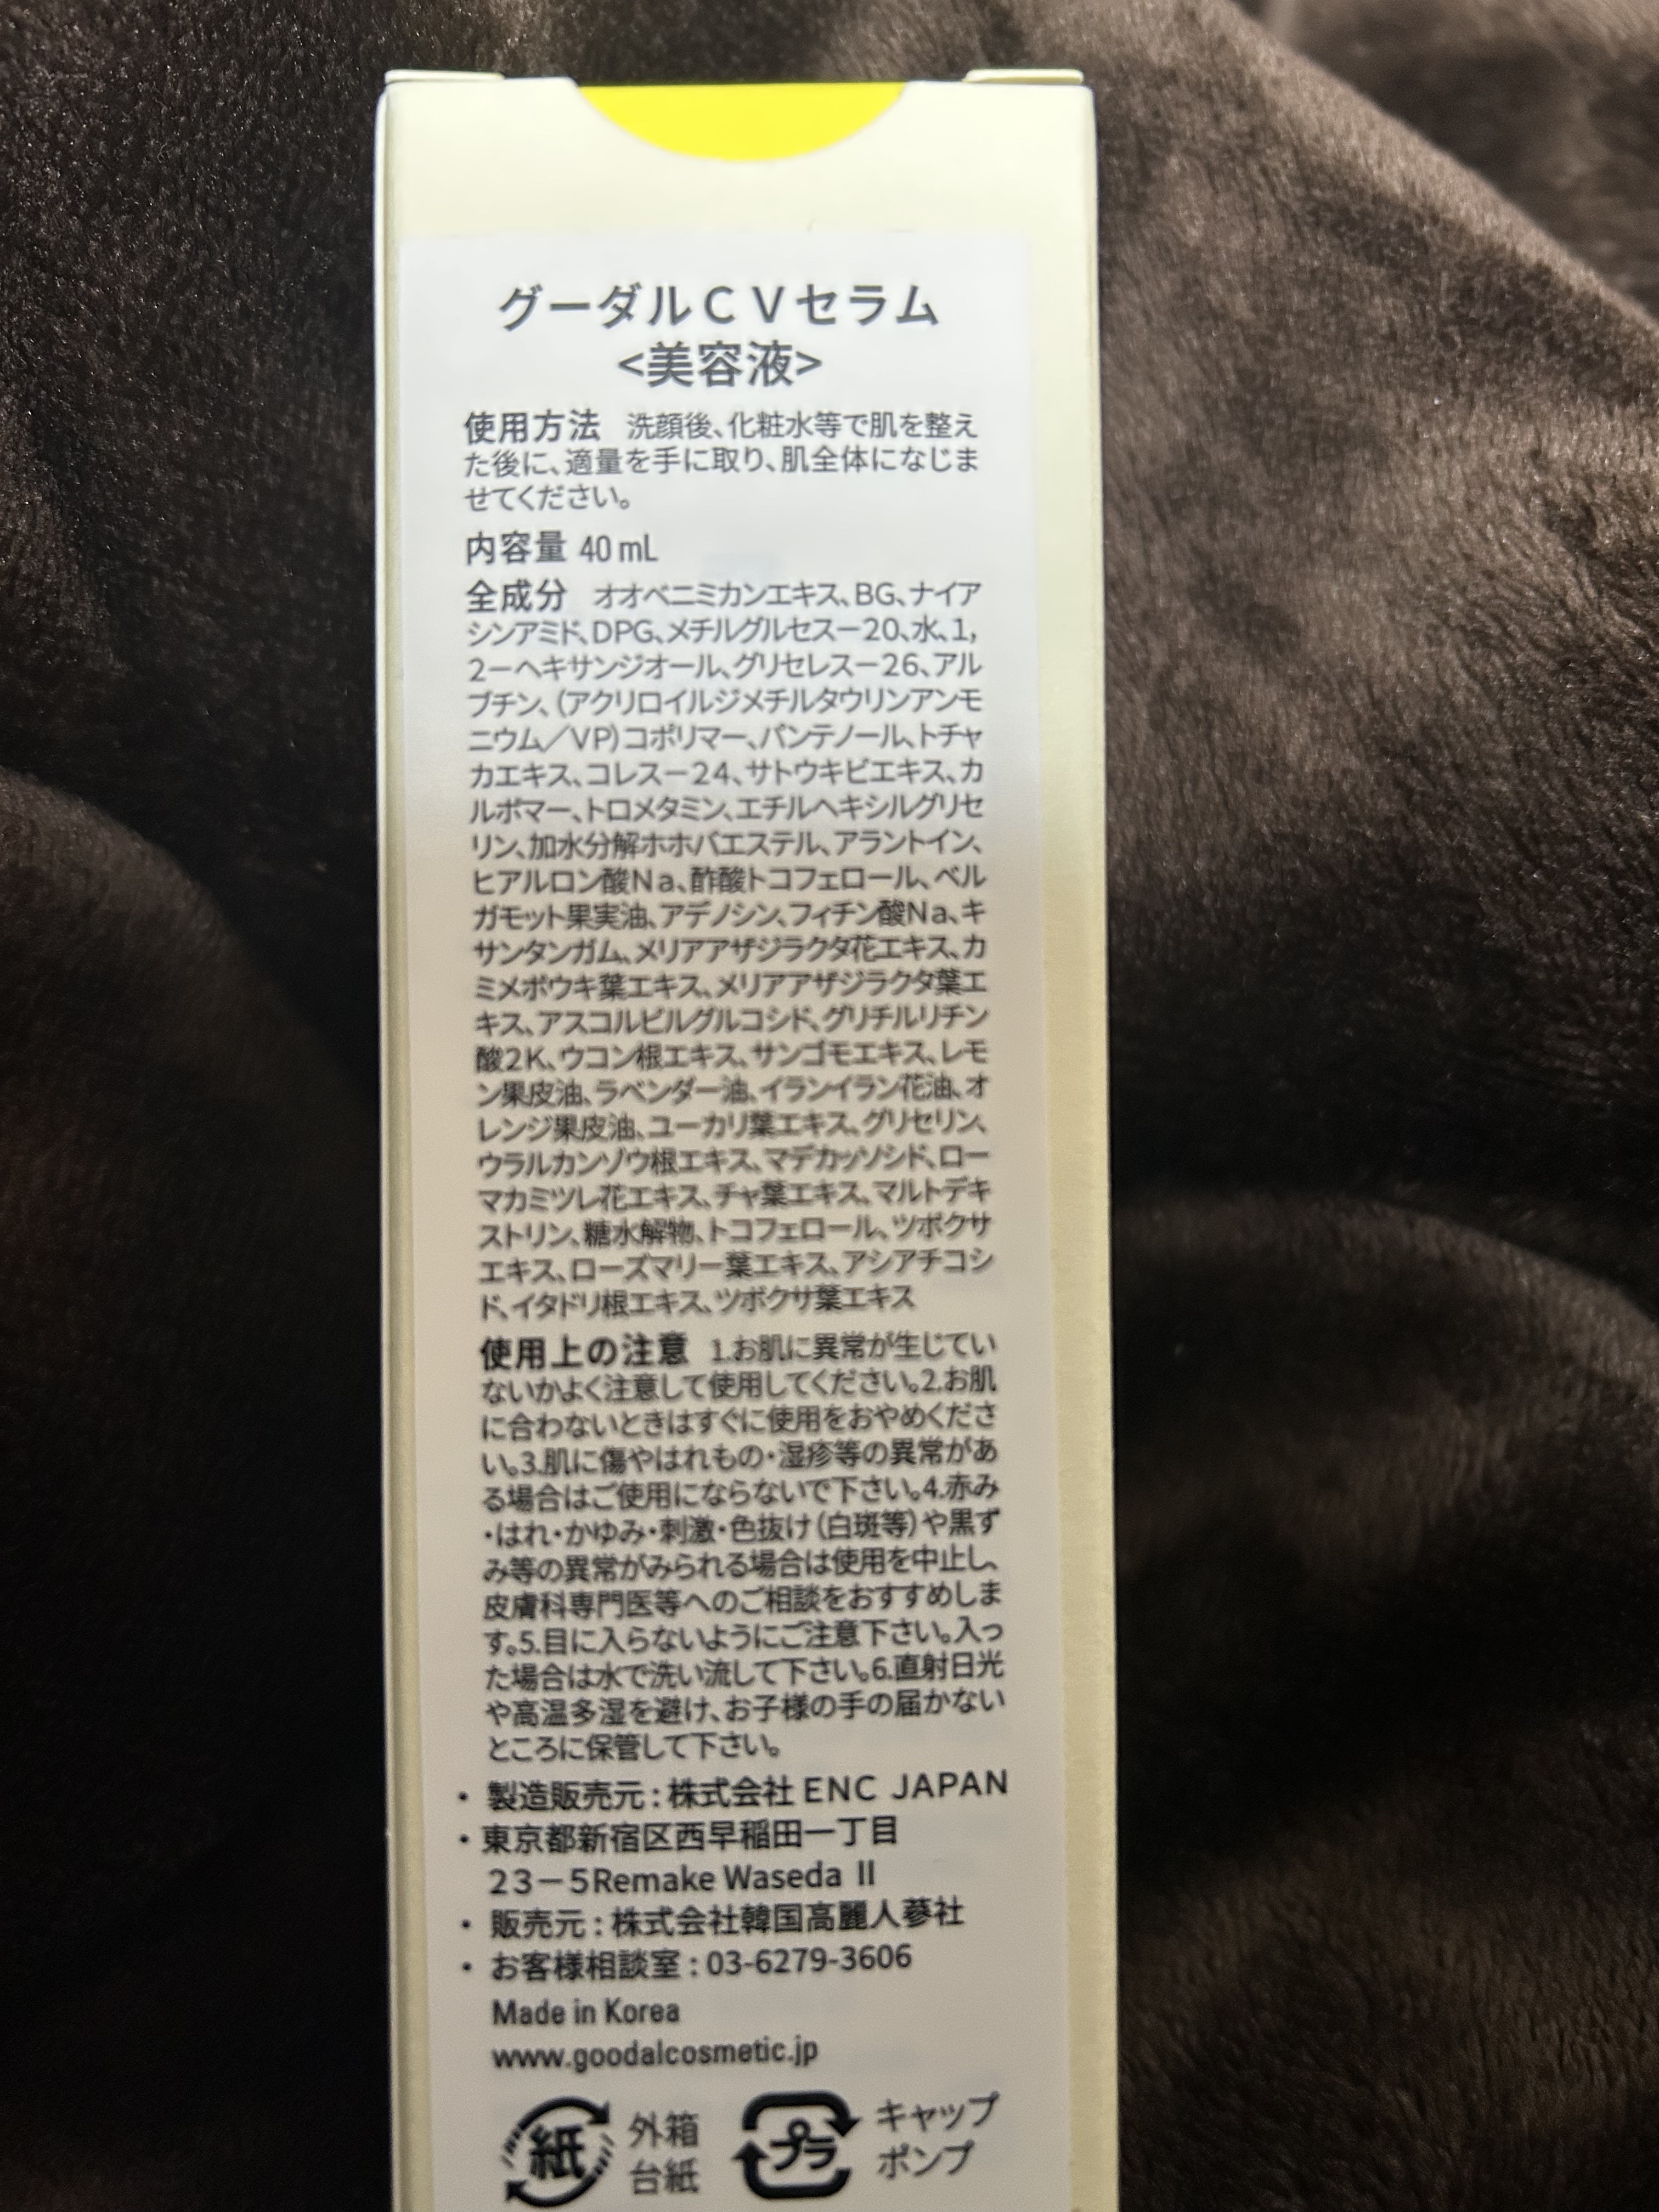 グーダルＣＶセラム
<美容液>
使用方法 洗顔後、化粧水等で肌を整え
た後に、適量を手に取り、肌全体になじま
せてください。
内容量 40mL
全成分 オオベニミカンエキス、BG、ナイア
シンアミド、DPG、メチルグルセスー20、水、1,
2ーヘキサンジオール、グリセレスー26、アル
ブチン、(アクリロイルジメチルタウリンアンモ
ニウム／VP)コポリマー、パンテノール、トチャ
カエキス、コレスー24、サトウキビエキス、カ
ルボマー、トロメタミン、エチルヘキシルグリセ
リン、加水分解ホホバエステル、アラントイン、
ヒアルロン酸Na、酢酸トコフェロール、ベル
ガモット果実油、アデノシン、フィチン酸Na、キ
サンタンガム、メリアアザジラクタ花エキス、カ
ミメボウキ葉エキス、メリアアザジラクタ葉エ
キス、アスコルビルグルコシド、グリチルリチン
酸2K、ウコン根エキス、サンゴモエキス、レモ
ン果皮油、ラベンダー油、イランイラン花油、オ
レンジ果皮油、ユーカリ葉エキス、グリセリン、
ウラルカンゾウ根エキス、マデカッソシド、ロー
マカミツレ花エキス、チャ葉エキス、マルトデキ
ストリン、糖水解物、トコフェロール、ツボクサ
エキス、ローズマリー葉エキス、アシアチコシ
ド、イタドリ根エキス、ツボクサ葉エキス
使用上の注意 1.お肌に異常が生じてい
ないかよく注意して使用してください。2.お肌
に合わないときはすぐに使用をおやめくださ
い。3.肌に傷やはれもの・湿疹等の異常があ
る場合はご使用にならないで下さい。4.赤み
・はれ・かゆみ・刺激・色抜け(白斑等)や黒ず
み等の異常がみられる場合は使用を中止し、
皮膚科専門医等へのご相談をおすすめしま
す。5.目に入らないようにご注意下さい。入っ
た場合は水で洗い流して下さい。6.直射日光
や高温多湿を避け、お子様の手の届かない
ところに保管して下さい。
・製造販売元：株式会社 ENC JAPAN
・東京都新宿区西早稲田一丁目
２３－５Remake Waseda Ⅱ
・販売元：株式会社韓国高麗人蔘社
・お客様相談室：03-6279-3606
Made in Korea
www.goodalcosmetic.jp
紙 外箱 プラ キャップ
台紙 ポンプ